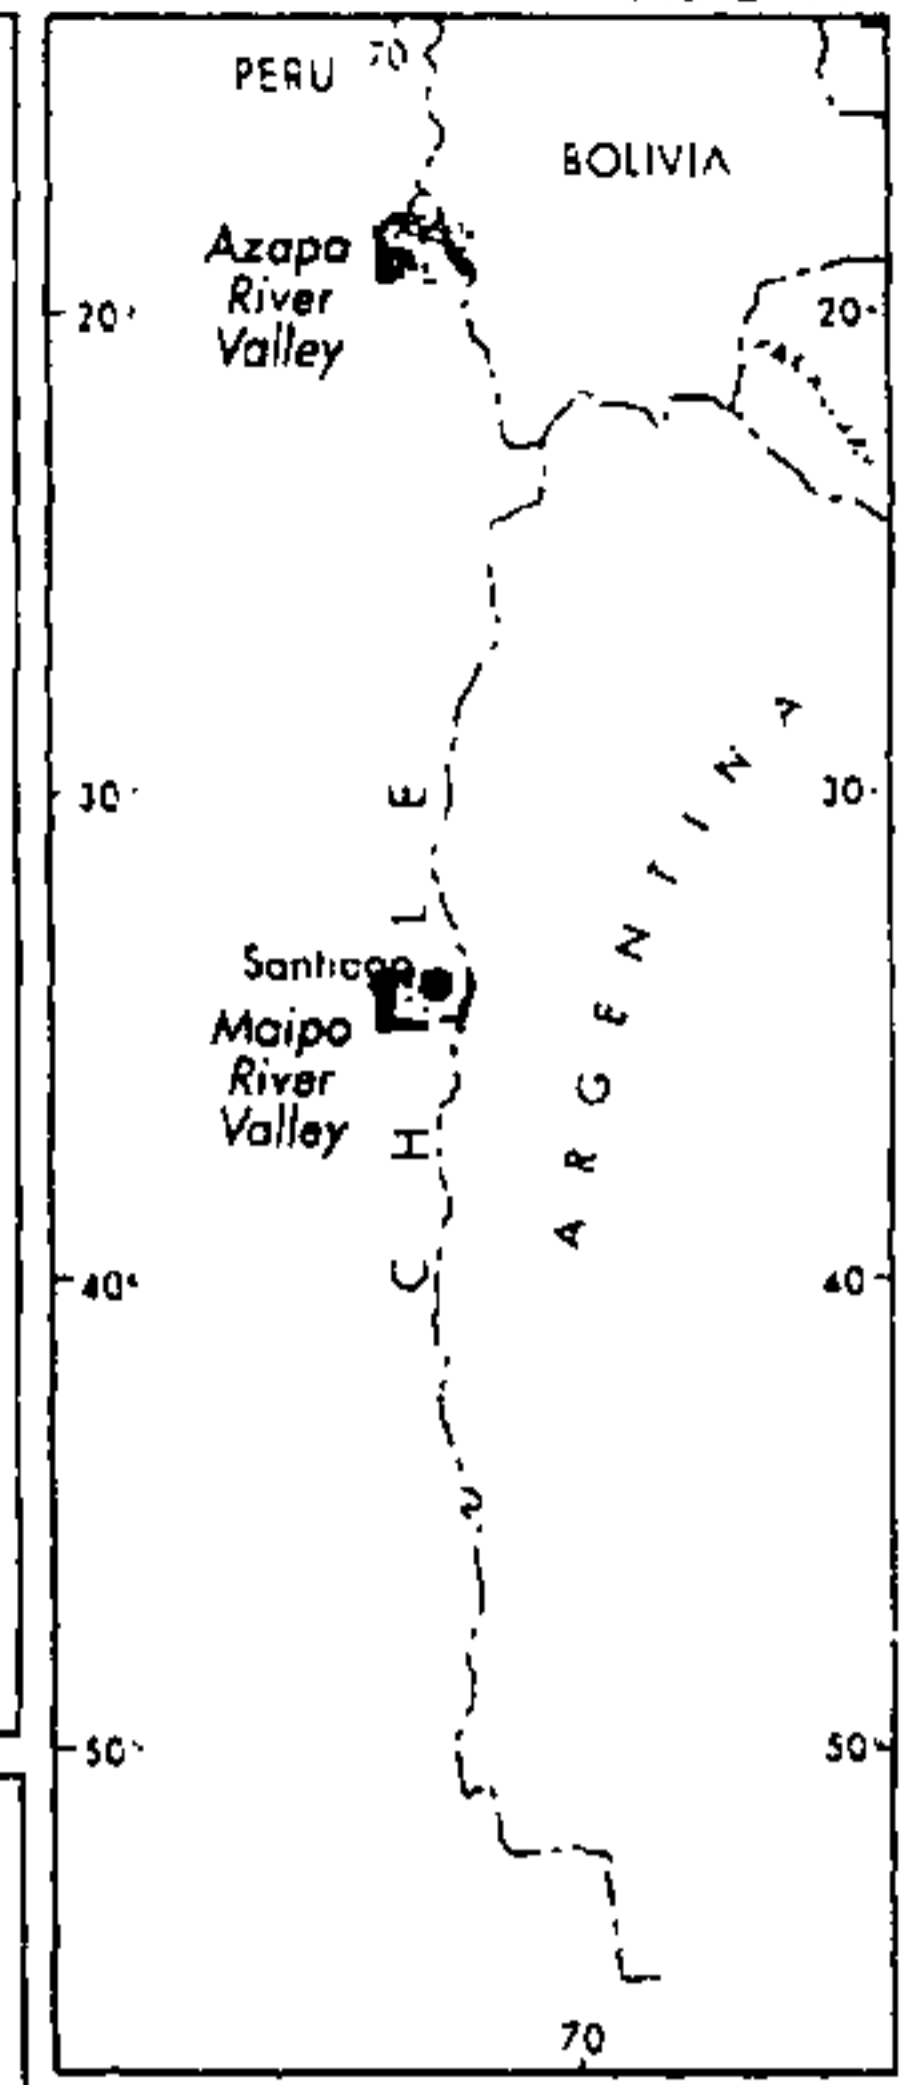 PERU
70
BOLIVIA
Azapa
River
Valley
20°
20°
30°
30°
CHILE
ARGENTINA
Santiago
Maipo
River
Valley
40°
40
50°
50°
70